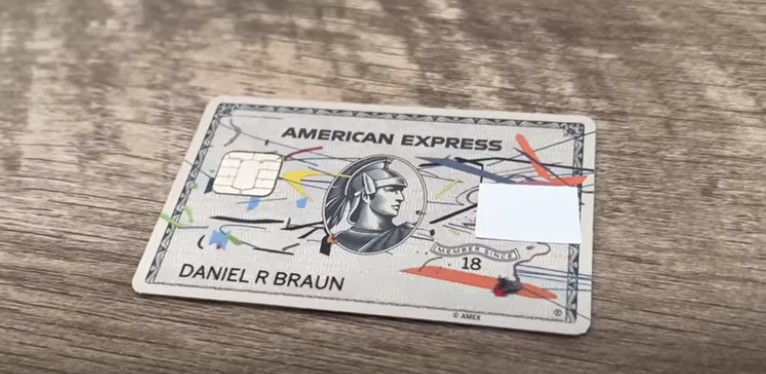 AMERICAN EXPRESS
MEMBER SINCE
18
DANIEL R BRAUN
© AMEX
®